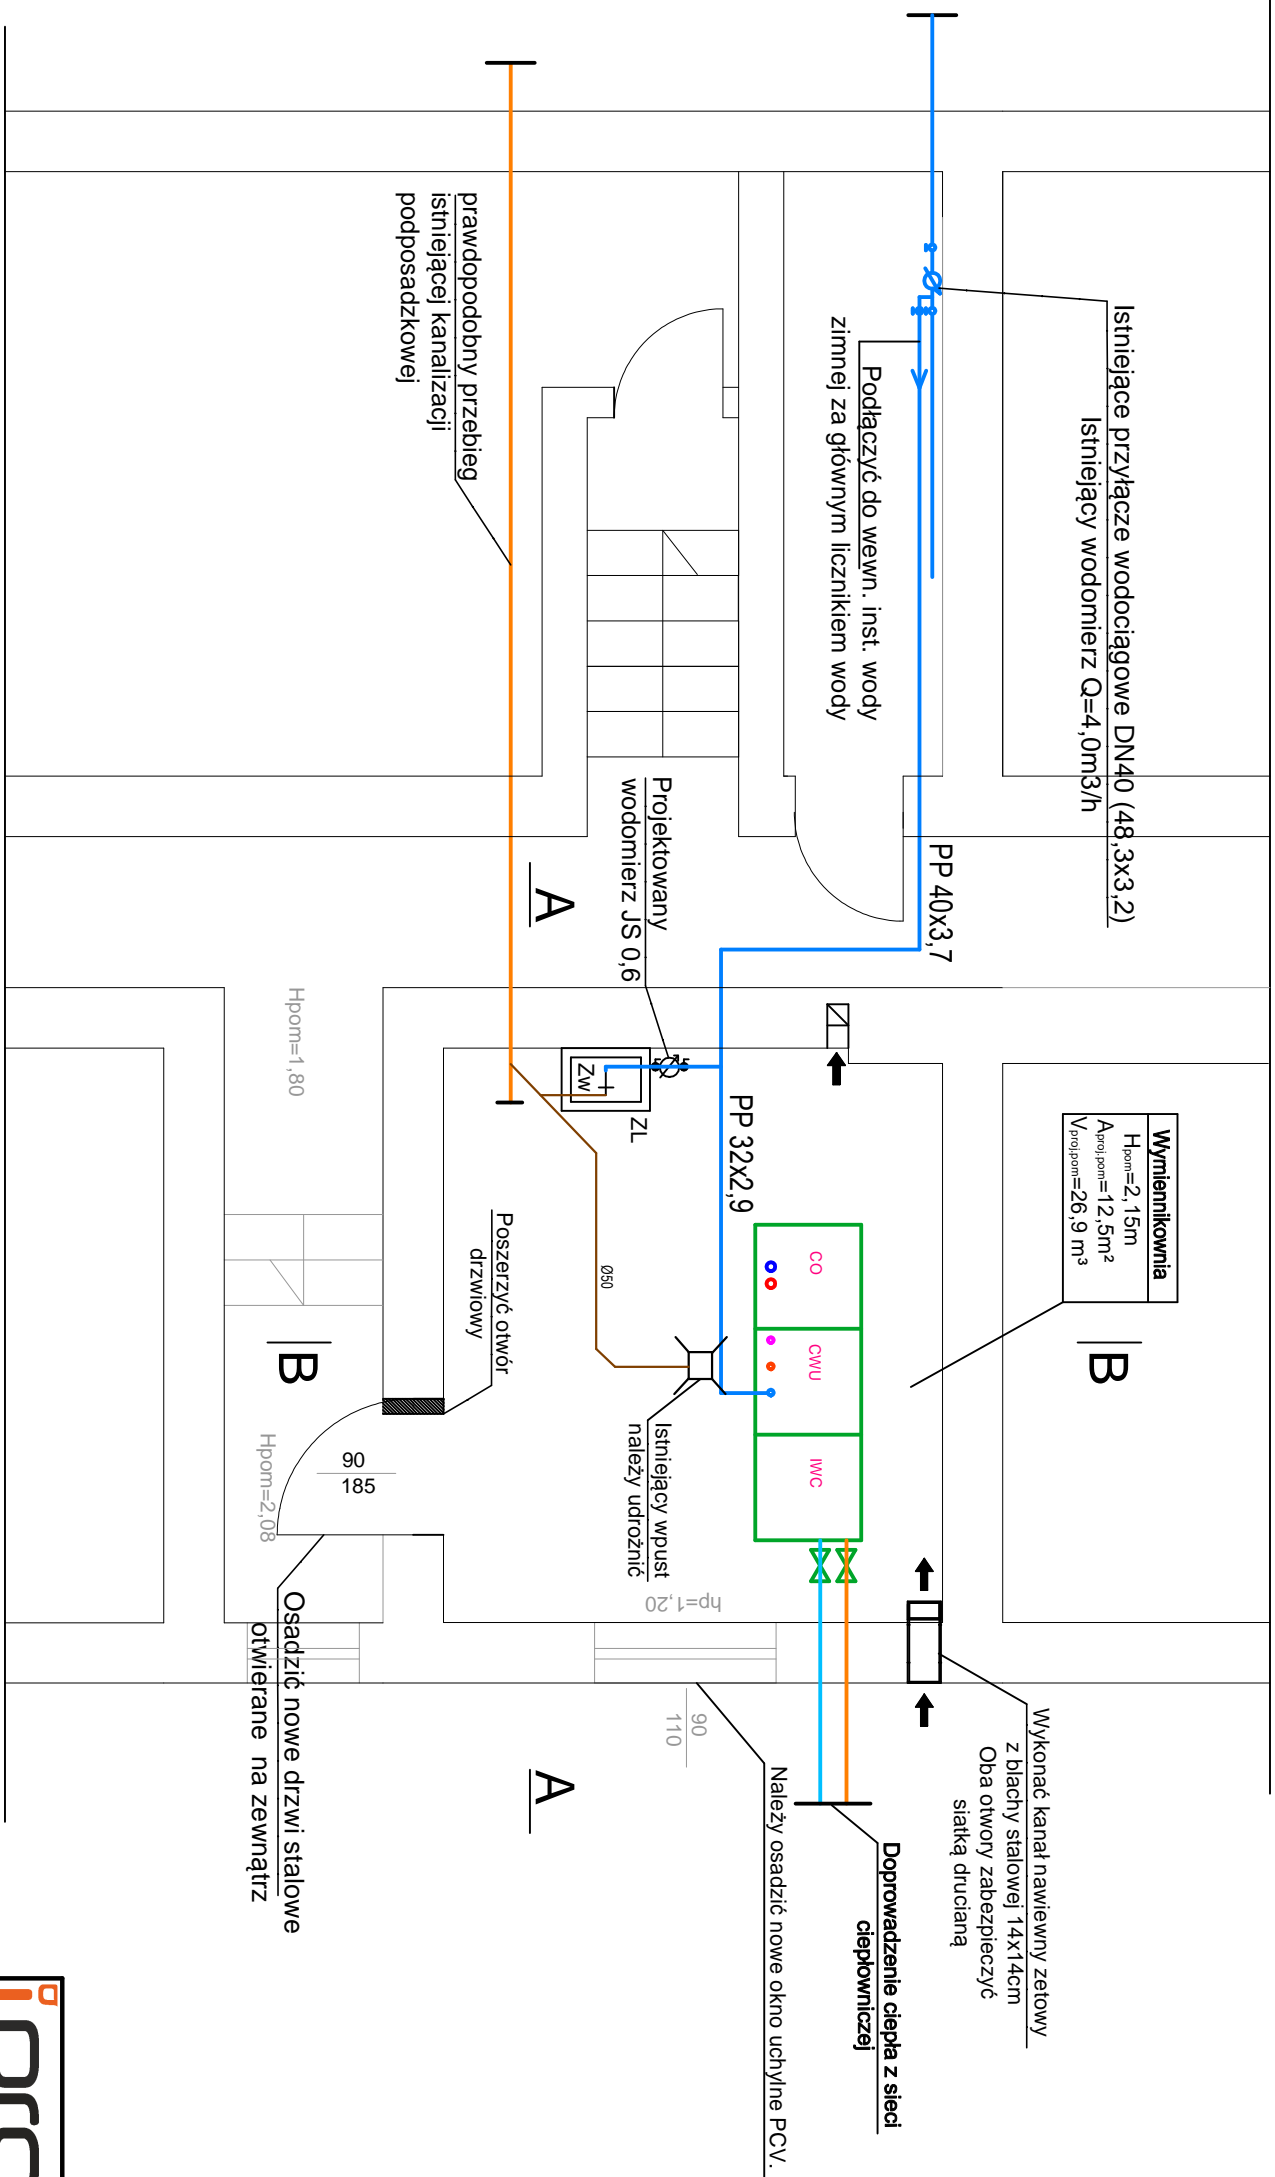 Istniejące przyłącze wodociągowe DN40 (48,3x3,2)
Istniejący wodomierz Q=4,0m3/h
Podłączyć do wewn. inst. wody
zimnej za głównym licznikiem wody
prawdopodobny przebieg
istniejącej kanalizacji
podposadzkowej
PP 40x3,7
Projektowany
wodomierz JS 0,6
A
Hpom=1,80
Wymiennikownia
Hpom=2,15m
Aproj.pom=12,5m²
Vproj.pom=26,9 m³
PP 32x2,9
ZL
Zw
CO
CWU
IWC
Ø50
B
B
Poszerzyć otwór
drzwiowy
Istniejący wpust
należy udrożnić
90
185
Hpom=2,08
hp=1,20
Osadzić nowe drzwi stalowe
otwierane na zewnątrz
90
110
A
Wykonać kanał nawiewny zetowy
z blachy stalowej 14x14cm
Oba otwory zabezpieczyć
siatką drucianą
Doprowadzenie ciepła z sieci
ciepłowniczej
Należy osadzić nowe okno uchylne PCV.